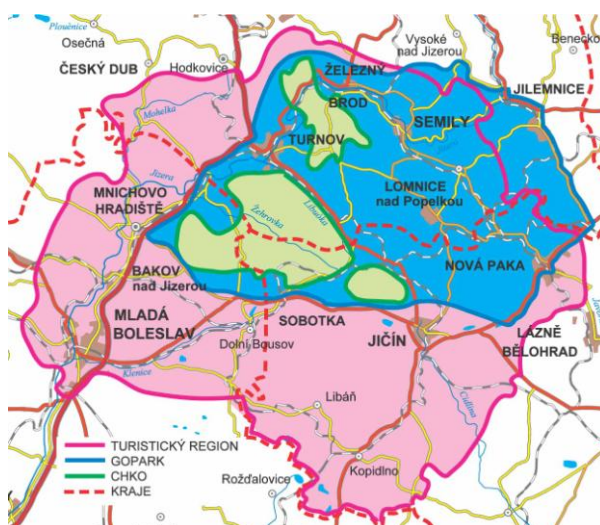 Ploučnice
Osečná
ČESKÝ DUB
Hodkovice
Vysoké
nad Jizerou
Benecko
ŽELEZNÝ
BROD
JILEMNICE
Mohelka
SEMILY
TURNOV
Jizera
MNICHOVO
HRADIŠTĚ
LOMNICE
nad Popelkou
Žehrovka
Libuňka
BAKOV
nad Jizerou
NOVÁ PAKA
MLADÁ
BOLESLAV
SOBOTKA
Dolní Bousov
JIČÍN
LÁZNĚ
BĚLOHRAD
Klenice
Libáň
Cidlina
TURISTICKÝ REGION
GOPARK
CHKO
KRAJE
Rožďalovice
Kopidlno